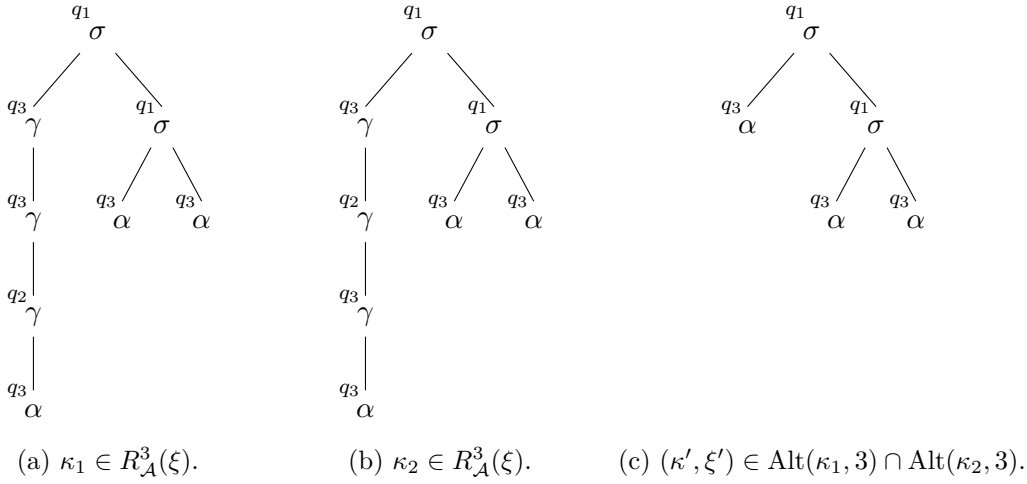 q₁ σ q₁ σ q₁ σ
q₃ γ q₁ σ q₃ γ q₁ σ q₃ α q₁ σ
q₃ γ q₃ α q₃ α q₂ γ q₃ α q₃ α q₃ α q₃ α
q₂ γ q₃ γ
q₃ α q₃ α
(a) κ₁ ∈ R³_𝒜(ξ). (b) κ₂ ∈ R³_𝒜(ξ). (c) (κ′, ξ′) ∈ Alt(κ₁, 3) ∩ Alt(κ₂, 3).